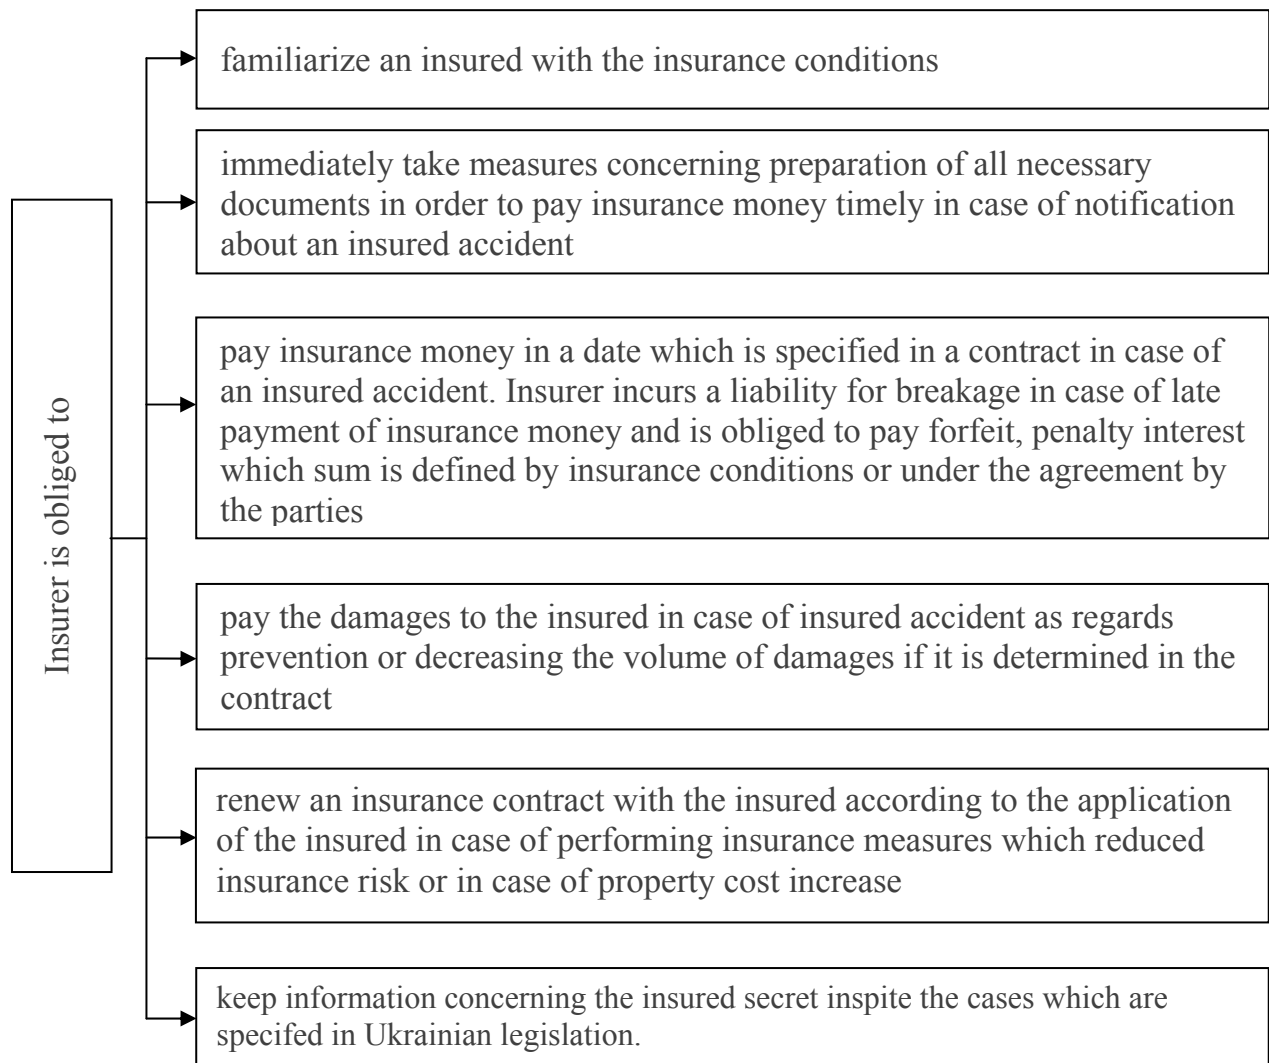 Insurer is obliged to
familiarize an insured with the insurance conditions
immediately take measures concerning preparation of all necessary
documents in order to pay insurance money timely in case of notification
about an insured accident
pay insurance money in a date which is specified in a contract in case of
an insured accident. Insurer incurs a liability for breakage in case of late
payment of insurance money and is obliged to pay forfeit, penalty interest
which sum is defined by insurance conditions or under the agreement by
the parties
pay the damages to the insured in case of insured accident as regards
prevention or decreasing the volume of damages if it is determined in the
contract
renew an insurance contract with the insured according to the application
of the insured in case of performing insurance measures which reduced
insurance risk or in case of property cost increase
keep information concerning the insured secret inspite the cases which are
specifed in Ukrainian legislation.